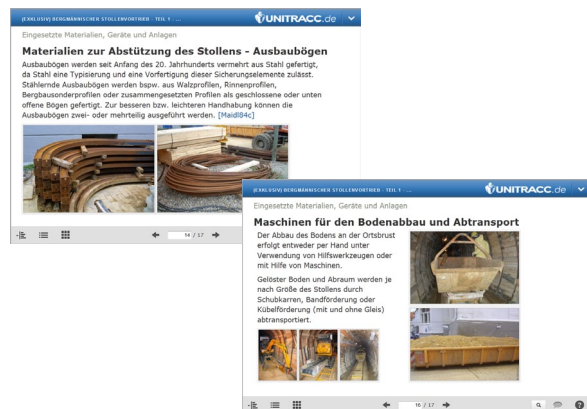 (EXKLUSIV) BERGMÄNNISCHER STOLLENVORTRIEB - TEIL 1 - ...
UNITRACC.de
Eingesetzte Materialien, Geräte und Anlagen
Materialien zur Abstützung des Stollens - Ausbaubögen
Ausbaubögen werden seit Anfang des 20. Jahrhunderts vermehrt aus Stahl gefertigt,
da Stahl eine Typisierung und eine Vorfertigung dieser Sicherungselemente zulässt.
Stählernde Ausbaubögen werden bspw. aus Walzprofilen, Rinnenprofilen,
Bergbausonderprofilen oder zusammengesetzten Profilen als geschlossene oder unten
offene Bögen gefertigt. Zur besseren bzw. leichteren Handhabung können die
Ausbaubögen zwei- oder mehrteilig ausgeführt werden. [Maidl84c]
14 / 17
(EXKLUSIV) BERGMÄNNISCHER STOLLENVORTRIEB - TEIL 1 - ...
UNITRACC.de
Eingesetzte Materialien, Geräte und Anlagen
Maschinen für den Bodenabbau und Abtransport
Der Abbau des Bodens an der Ortsbrust
erfolgt entweder per Hand unter
Verwendung von Hilfswerkzeugen oder
mit Hilfe von Maschinen.
Gelöster Boden und Abraum werden je
nach Größe des Stollens durch
Schubkarren, Bandförderung oder
Kübelförderung (mit und ohne Gleis)
abtransportiert.
16 / 17